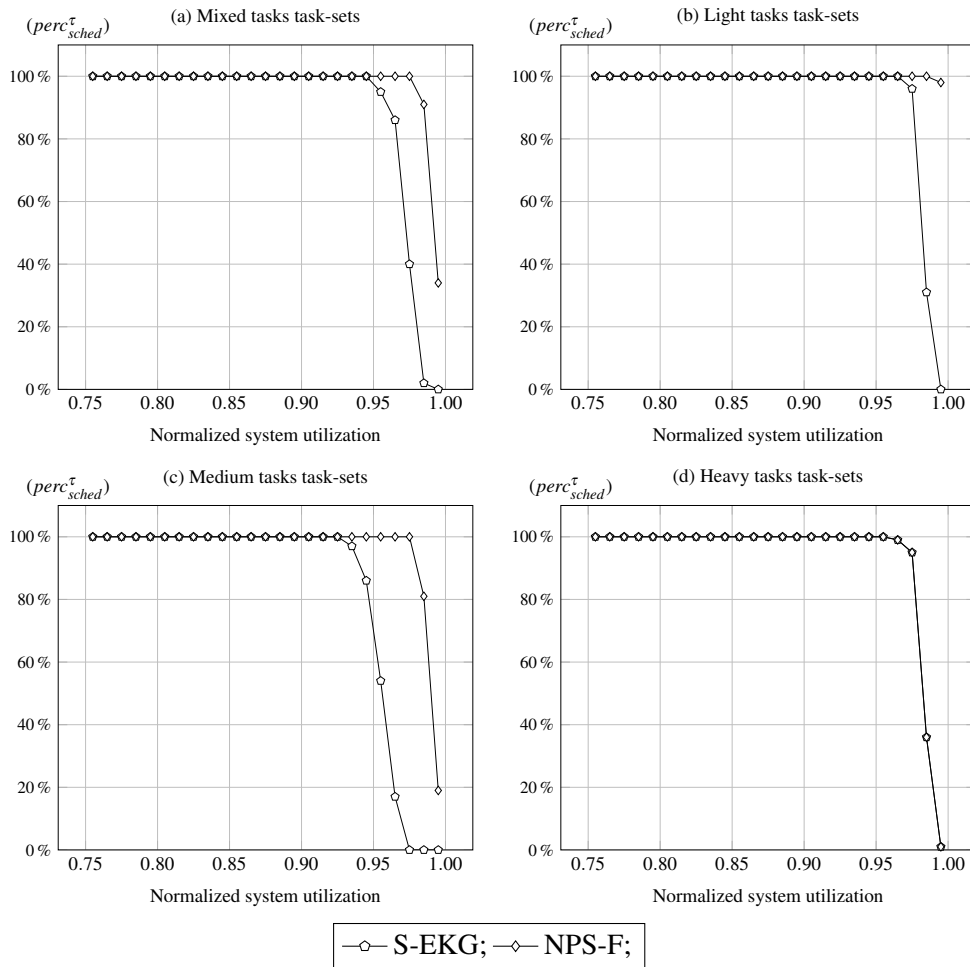 (a) Mixed tasks task-sets
(perc^τ_sched)
100 %
80 %
60 %
40 %
20 %
0 %
0.75 0.80 0.85 0.90 0.95 1.00
Normalized system utilization
(b) Light tasks task-sets
(perc^τ_sched)
100 %
80 %
60 %
40 %
20 %
0 %
0.75 0.80 0.85 0.90 0.95 1.00
Normalized system utilization
(c) Medium tasks task-sets
(perc^τ_sched)
100 %
80 %
60 %
40 %
20 %
0 %
0.75 0.80 0.85 0.90 0.95 1.00
Normalized system utilization
(d) Heavy tasks task-sets
(perc^τ_sched)
100 %
80 %
60 %
40 %
20 %
0 %
0.75 0.80 0.85 0.90 0.95 1.00
Normalized system utilization
S-EKG; NPS-F;